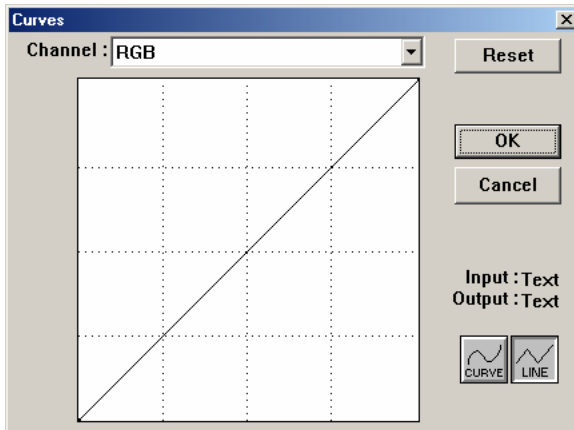 Curves
Channel : RGB
Reset
OK
Cancel
Input : Text
Output : Text
CURVE
LINE